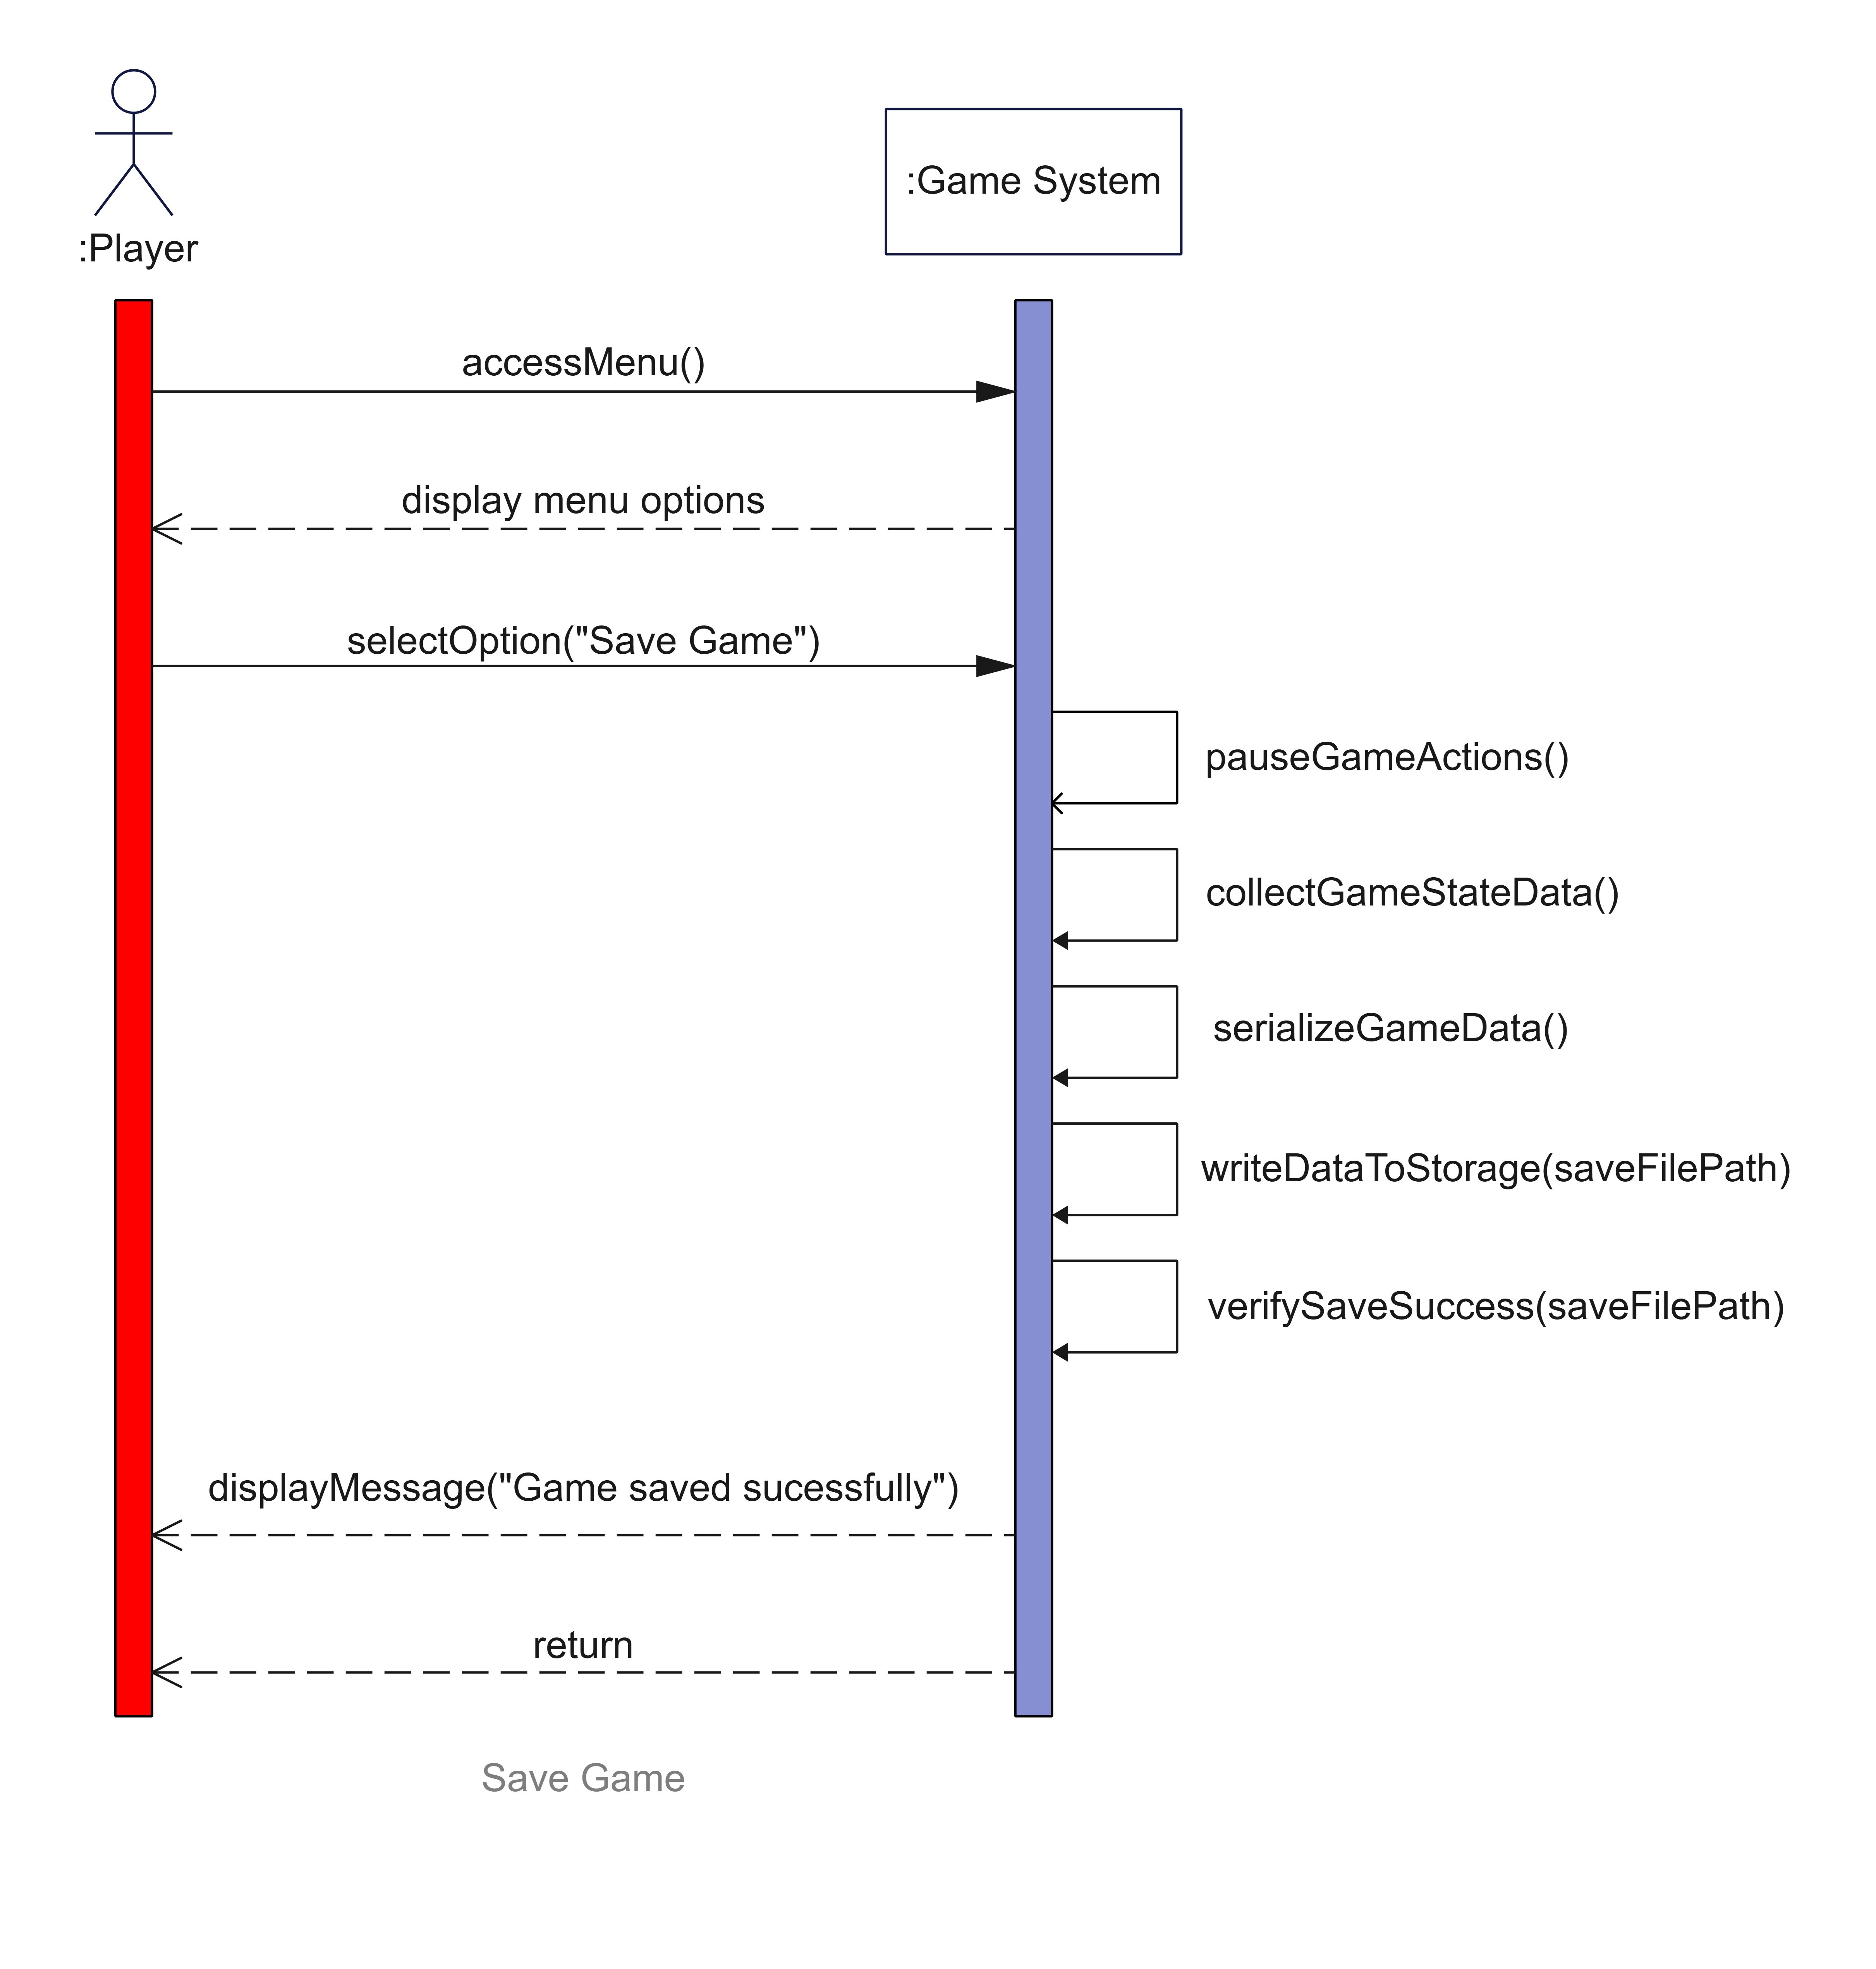 :Player
:Game System
accessMenu()
display menu options
selectOption("Save Game")
pauseGameActions()
collectGameStateData()
serializeGameData()
writeDataToStorage(saveFilePath)
verifySaveSuccess(saveFilePath)
displayMessage("Game saved sucessfully")
return
Save Game